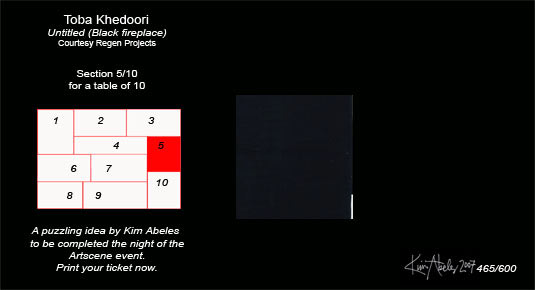 Toba Khedoori
Untitled (Black fireplace)
Courtesy Regen Projects
Section 5/10
for a table of 10
1 2 3
4 5
6 7
10
8 9
A puzzling idea by Kim Abeles
to be completed the night of the
Artscene event.
Print your ticket now.
Kim Abeles 2007 465/600